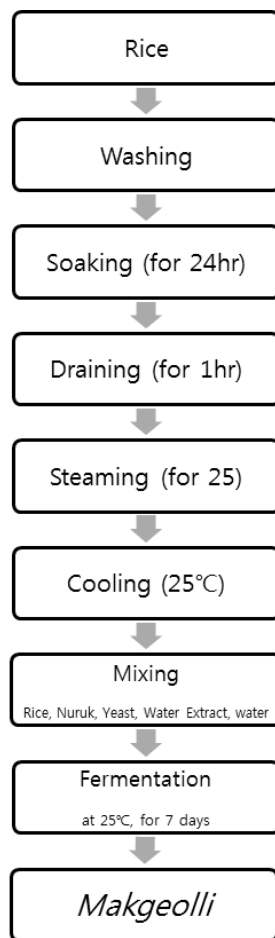 Rice
Washing
Soaking (for 24hr)
Draining (for 1hr)
Steaming (for 25)
Cooling (25℃)
Mixing
Rice, Nuruk, Yeast, Water Extract, water
Fermentation
at 25℃, for 7 days
Makgeolli